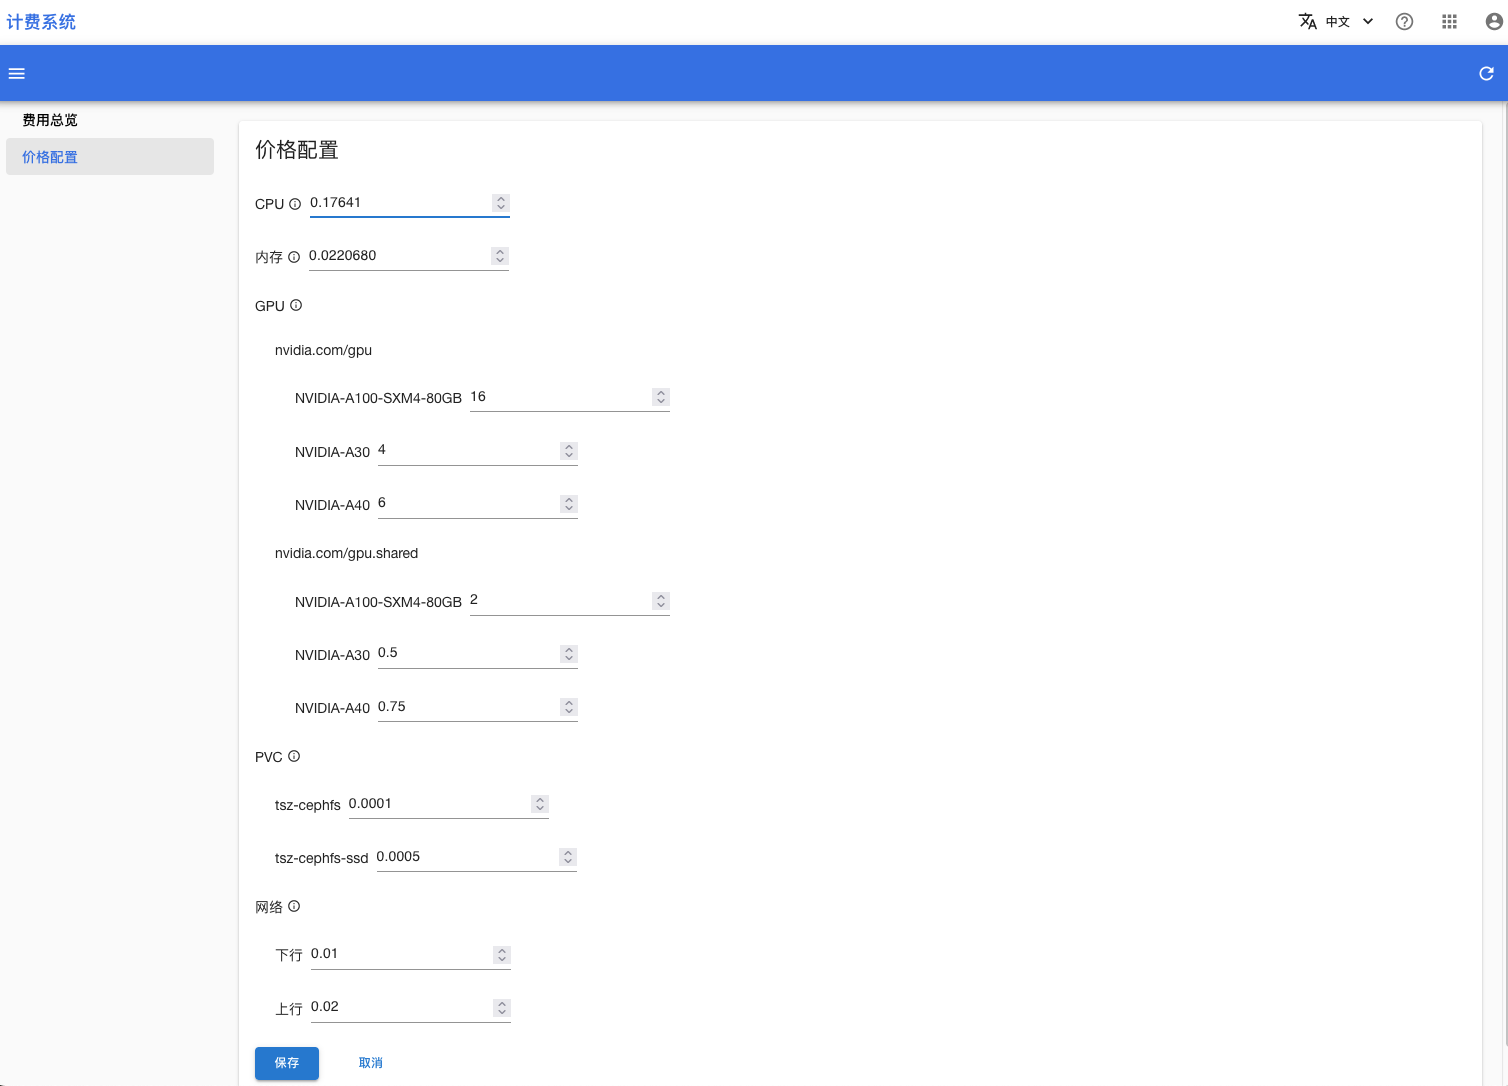 计费系统
中文
费用总览
价格配置
价格配置
CPU 0.17641
内存 0.0220680
GPU
nvidia.com/gpu
NVIDIA-A100-SXM4-80GB 16
NVIDIA-A30 4
NVIDIA-A40 6
nvidia.com/gpu.shared
NVIDIA-A100-SXM4-80GB 2
NVIDIA-A30 0.5
NVIDIA-A40 0.75
PVC
tsz-cephfs 0.0001
tsz-cephfs-ssd 0.0005
网络
下行 0.01
上行 0.02
保存 取消